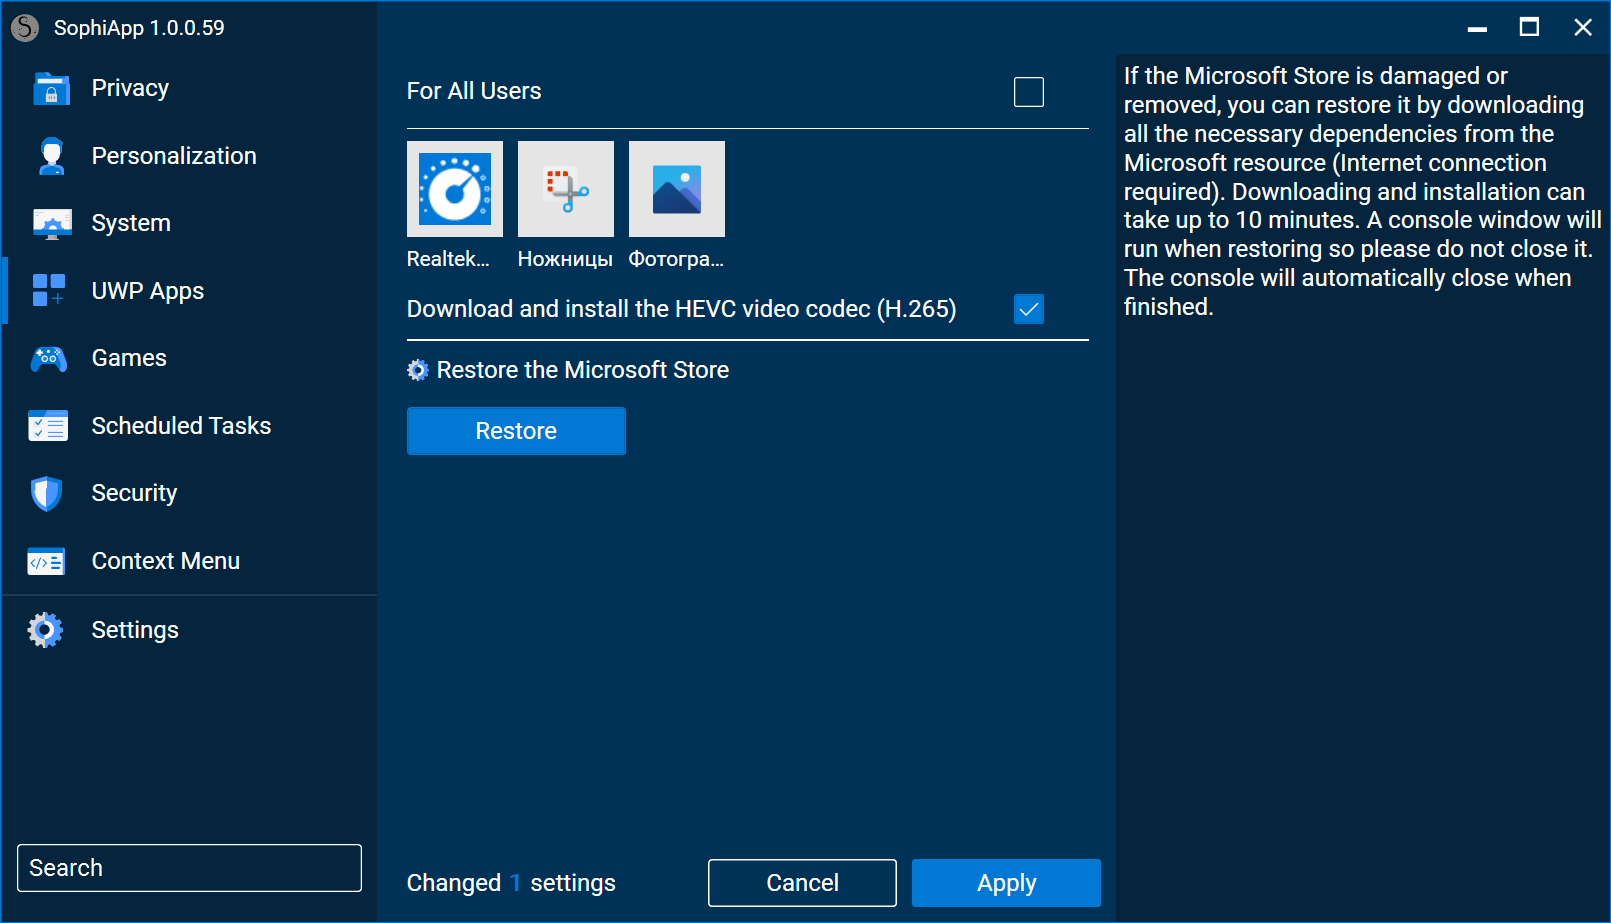 SophiApp 1.0.0.59
Privacy
Personalization
System
UWP Apps
Games
Scheduled Tasks
Security
Context Menu
Settings
Search
For All Users
Realtek...
Ножницы
Фотогра...
Download and install the HEVC video codec (H.265)
Restore the Microsoft Store
Restore
Changed 1 settings
Cancel
Apply
If the Microsoft Store is damaged or
removed, you can restore it by downloading
all the necessary dependencies from the
Microsoft resource (Internet connection
required). Downloading and installation can
take up to 10 minutes. A console window will
run when restoring so please do not close it.
The console will automatically close when
finished.